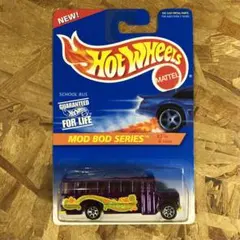 NEW!
HOT WHEELS
MATTEL
SCHOOL BUS
GUARANTEED
FOR LIFE
MOD BOD SERIES